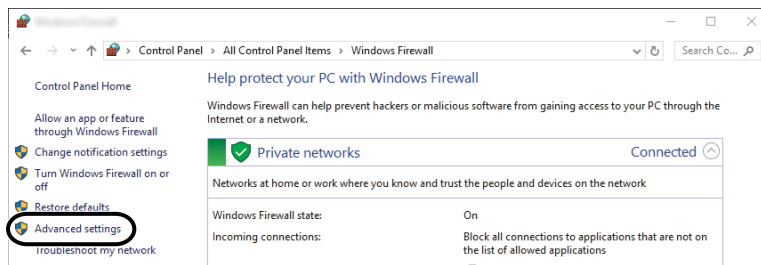 Control Panel > All Control Panel Items > Windows Firewall
Search Co...
Control Panel Home
Allow an app or feature
through Windows Firewall
Change notification settings
Turn Windows Firewall on or
off
Restore defaults
Advanced settings
Troubleshoot my network
Help protect your PC with Windows Firewall
Windows Firewall can help prevent hackers or malicious software from gaining access to your PC through the
Internet or a network.
Private networks
Connected
Networks at home or work where you know and trust the people and devices on the network
Windows Firewall state:
On
Incoming connections:
Block all connections to applications that are not on
the list of allowed applications